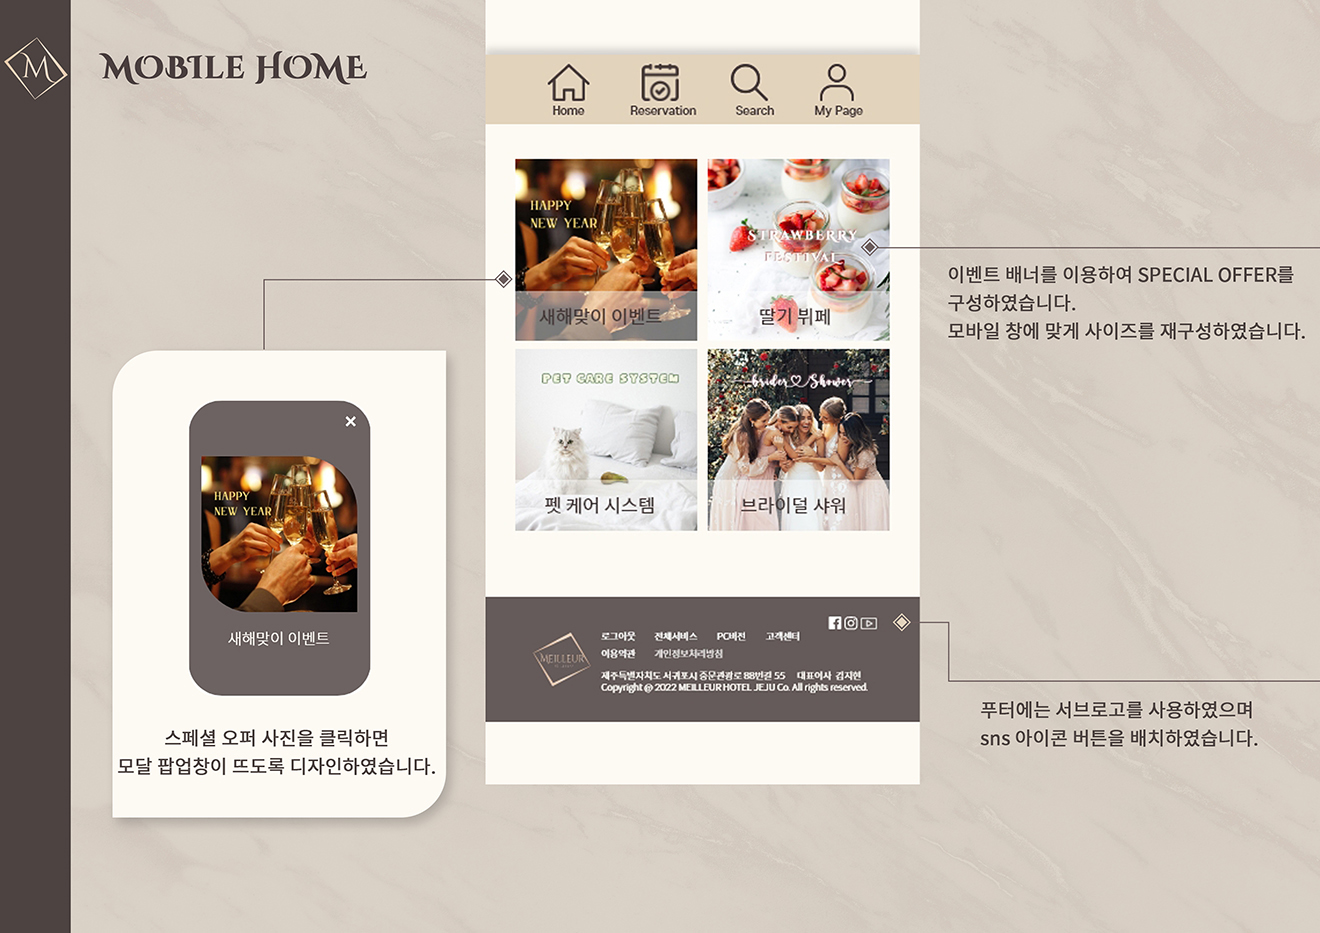 M
MOBILE HOME
Home
Reservation
Search
My Page
HAPPY
NEW YEAR
새해맞이 이벤트
STRAWBERRY
FESTIVAL
딸기 뷔페
PET CARE SYSTEM
펫 케어 시스템
brider Shower
브라이덜 샤워
이벤트 배너를 이용하여 SPECIAL OFFER를
구성하였습니다.
모바일 창에 맞게 사이즈를 재구성하였습니다.
HAPPY
NEW YEAR
새해맞이 이벤트
스페셜 오퍼 사진을 클릭하면
모달 팝업창이 뜨도록 디자인하였습니다.
MEILLEUR
로그아웃 전체서비스 PC버전 고객센터
이용약관 개인정보처리방침
제주특별자치도 서귀포시 중문관광로 88번길 55 대표이사 김지현
Copyright @ 2022 MEILLEUR HOTEL JEJU Co. All rights reserved.
푸터에는 서브로고를 사용하였으며
sns 아이콘 버튼을 배치하였습니다.